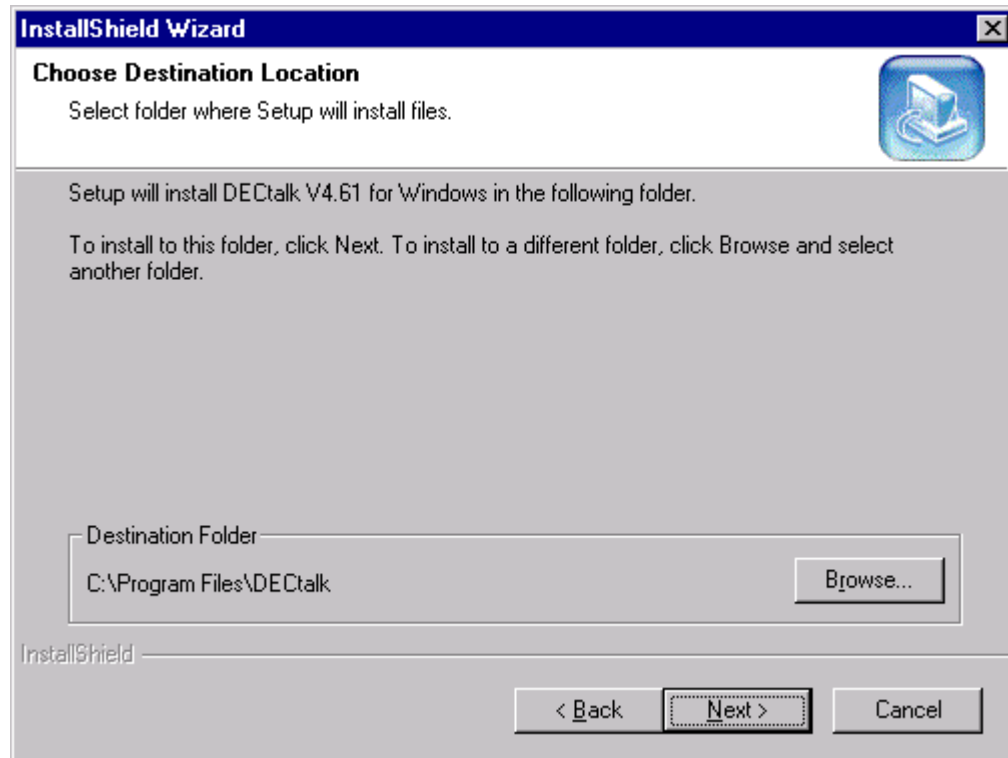 InstallShield Wizard
Choose Destination Location
Select folder where Setup will install files.
Setup will install DECtalk V4.61 for Windows in the following folder.
To install to this folder, click Next. To install to a different folder, click Browse and select
another folder.
Destination Folder
C:\Program Files\DECtalk
Browse...
InstallShield
< Back
Next >
Cancel